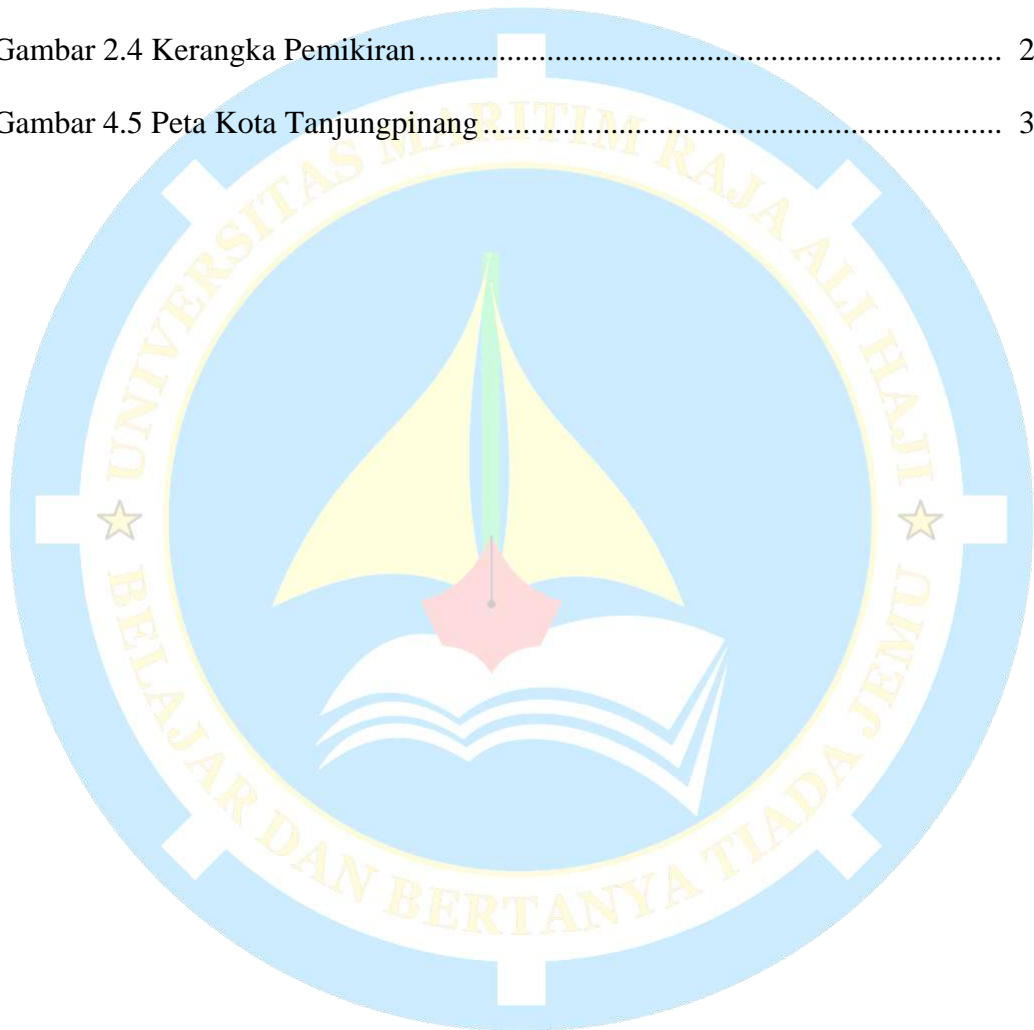 Gambar 2.4 Kerangka Pemikiran........................................................................ 2
Gambar 4.5 Peta Kota Tanjungpinang................................................................ 3
UNIVERSITAS MARITIM RAJA ALI HAJI
BELAJAR DAN BERTANYA TIADA JEMU